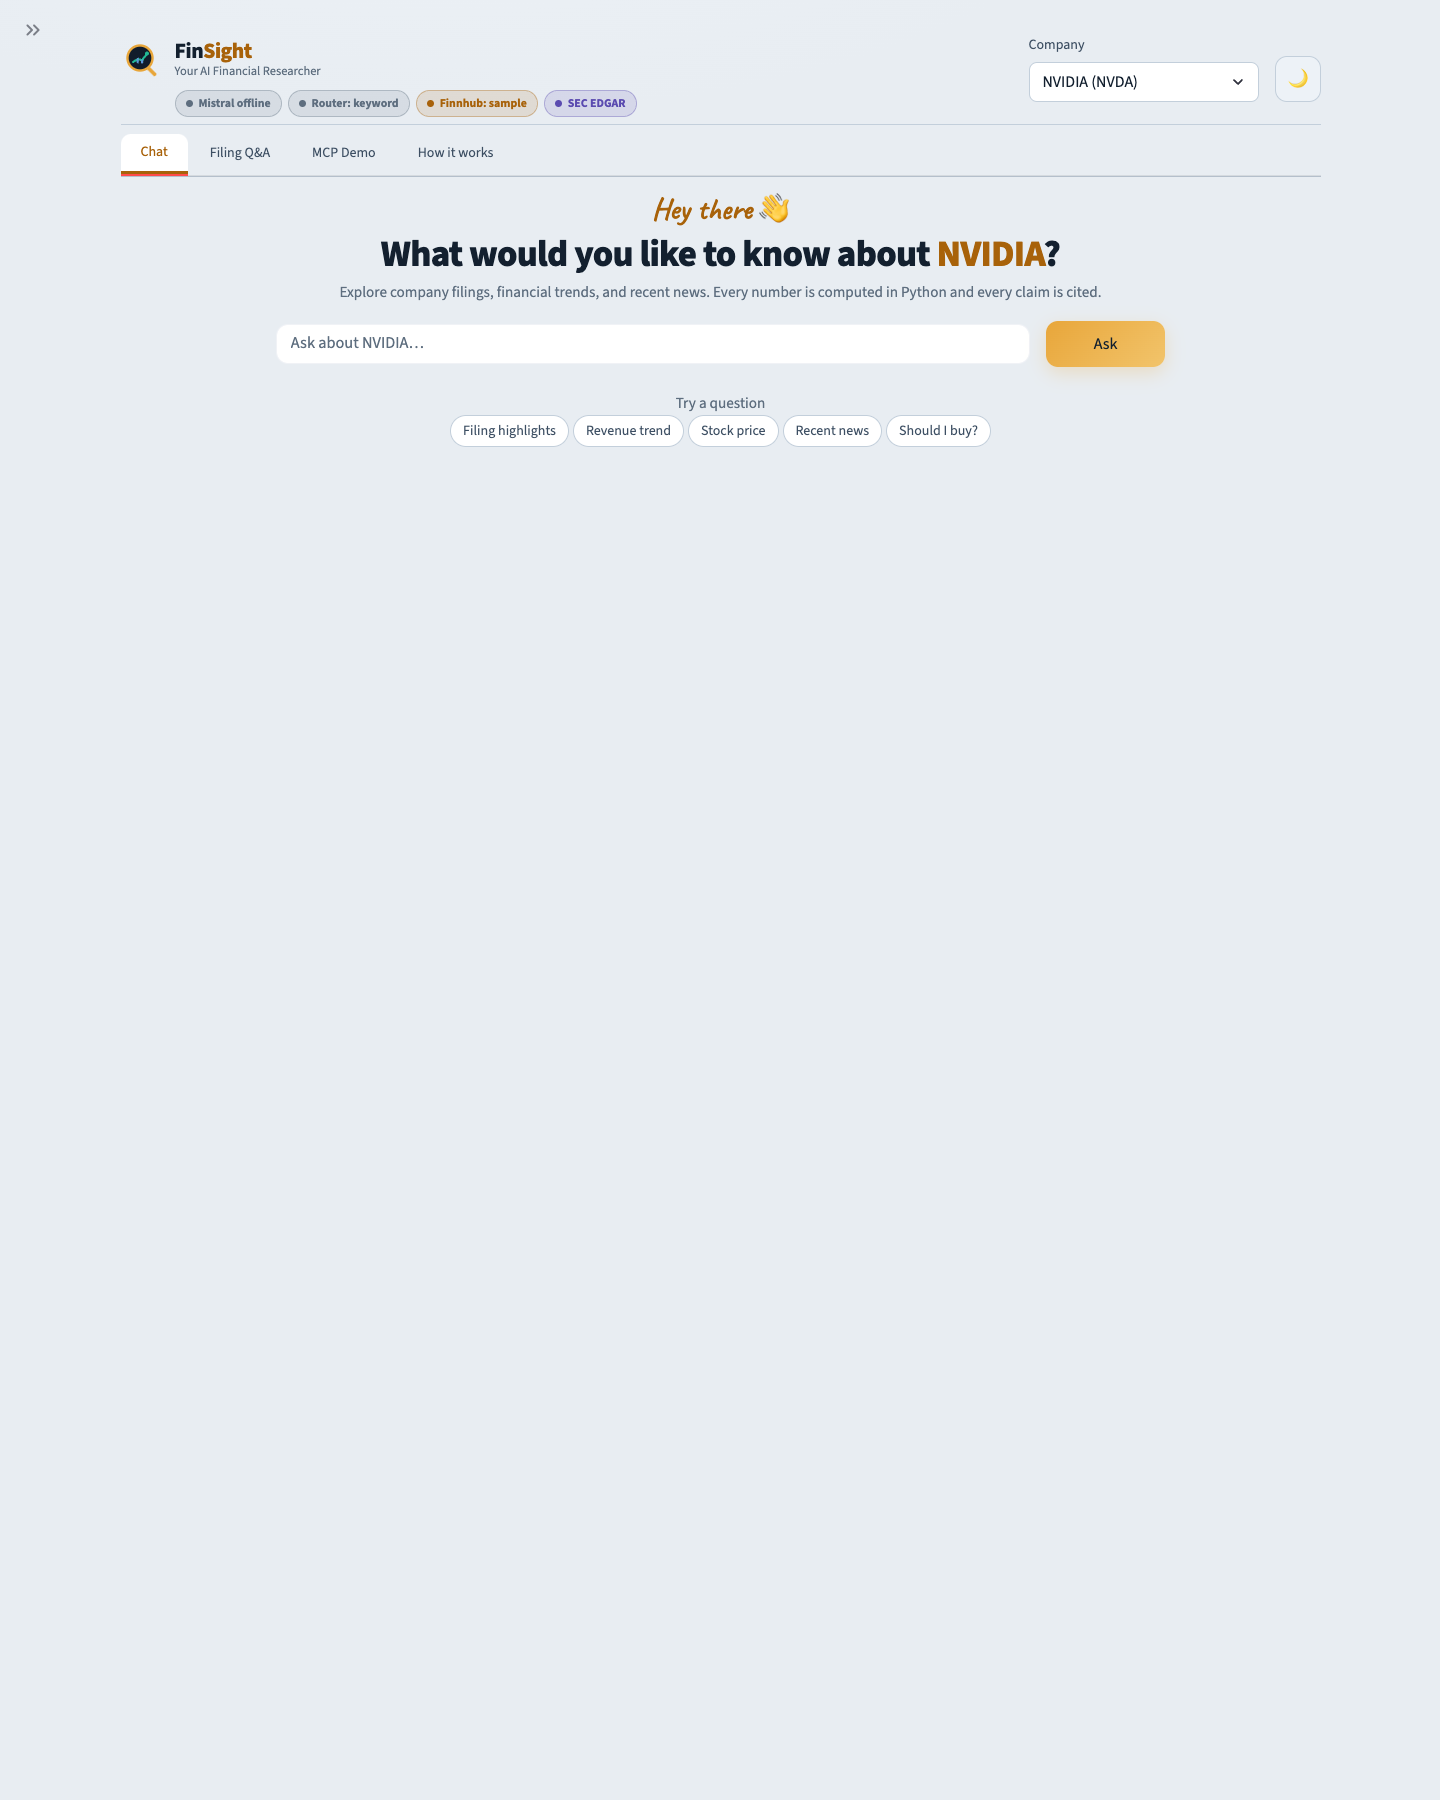 FinSight
Your AI Financial Researcher
Mistral offline
Router: keyword
Finnhub: sample
SEC EDGAR
Company
NVIDIA (NVDA)
Chat
Filing Q&A
MCP Demo
How it works
Hey there 👋
What would you like to know about NVIDIA?
Explore company filings, financial trends, and recent news. Every number is computed in Python and every claim is cited.
Ask about NVIDIA…
Ask
Try a question
Filing highlights
Revenue trend
Stock price
Recent news
Should I buy?